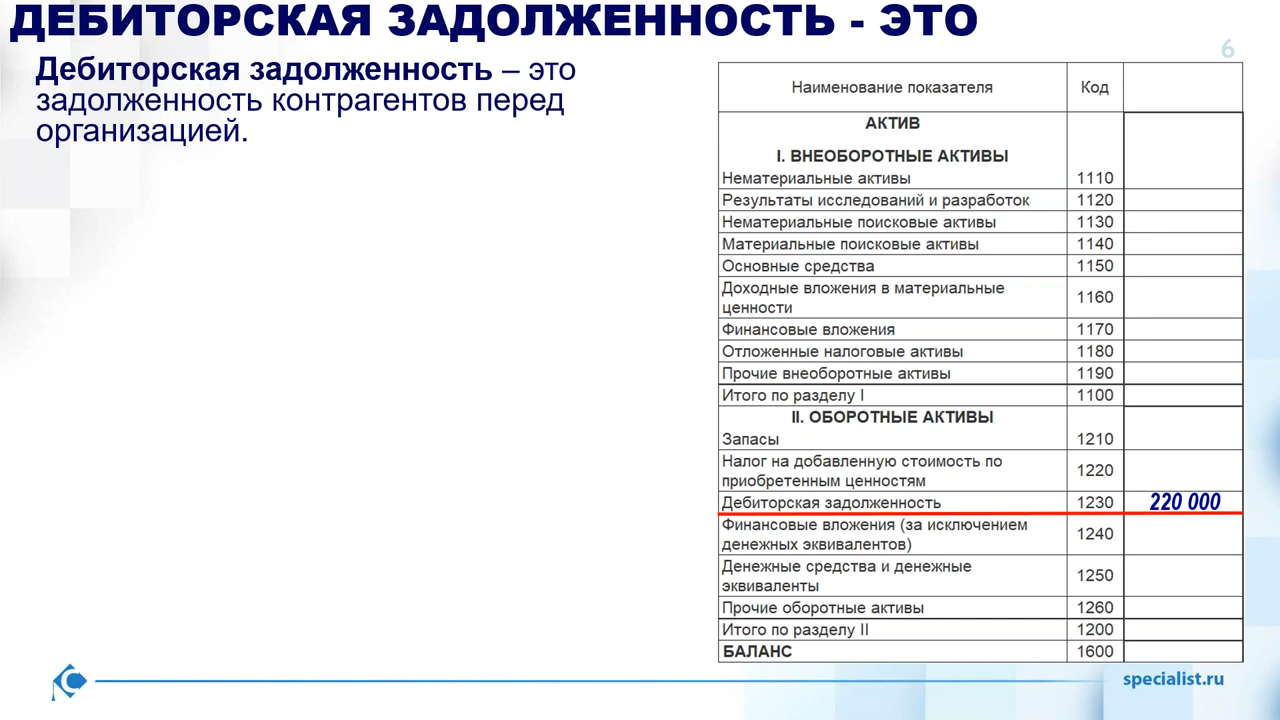 ДЕБИТОРСКАЯ ЗАДОЛЖЕННОСТЬ - ЭТО
6
Дебиторская задолженность – это
задолженность контрагентов перед
организацией.
Наименование показателя Код
АКТИВ
I. ВНЕОБОРОТНЫЕ АКТИВЫ
Нематериальные активы 1110
Результаты исследований и разработок 1120
Нематериальные поисковые активы 1130
Материальные поисковые активы 1140
Основные средства 1150
Доходные вложения в материальные
ценности 1160
Финансовые вложения 1170
Отложенные налоговые активы 1180
Прочие внеоборотные активы 1190
Итого по разделу I 1100
II. ОБОРОТНЫЕ АКТИВЫ
Запасы 1210
Налог на добавленную стоимость по
приобретенным ценностям 1220
Дебиторская задолженность 1230 220 000
Финансовые вложения (за исключением
денежных эквивалентов) 1240
Денежные средства и денежные
эквиваленты 1250
Прочие оборотные активы 1260
Итого по разделу II 1200
БАЛАНС 1600
specialist.ru